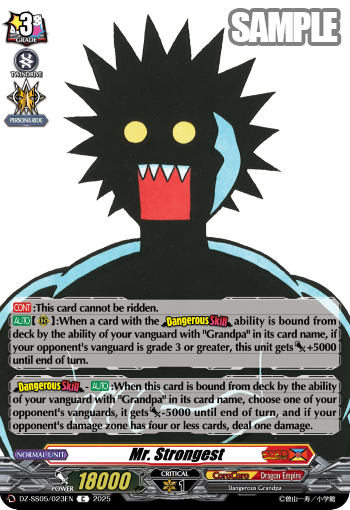 SAMPLE
3
GRADE
TWINDRIVE
PERSONA RIDE
CONT:This card cannot be ridden.
AUTO :When a card with the DangerousSkill ability is bound from
deck by the ability of your vanguard with "Grandpa" in its card name, if
your opponent's vanguard is grade 3 or greater, this unit gets +5000
until end of turn.
DangerousSkill - AUTO:When this card is bound from deck by the ability
of your vanguard with "Grandpa" in its card name, choose one of your
opponent's vanguards, it gets -5000 until end of turn, and if your
opponent's damage zone has four or less cards, deal one damage.
NORMAL UNIT
Mr. Strongest
POWER 18000
CRITICAL
1
CoroCoro Dragon Empire
Dangerous Grandpa
D DZ-SS05/023EN C 2025
©曽山一寿／小学館